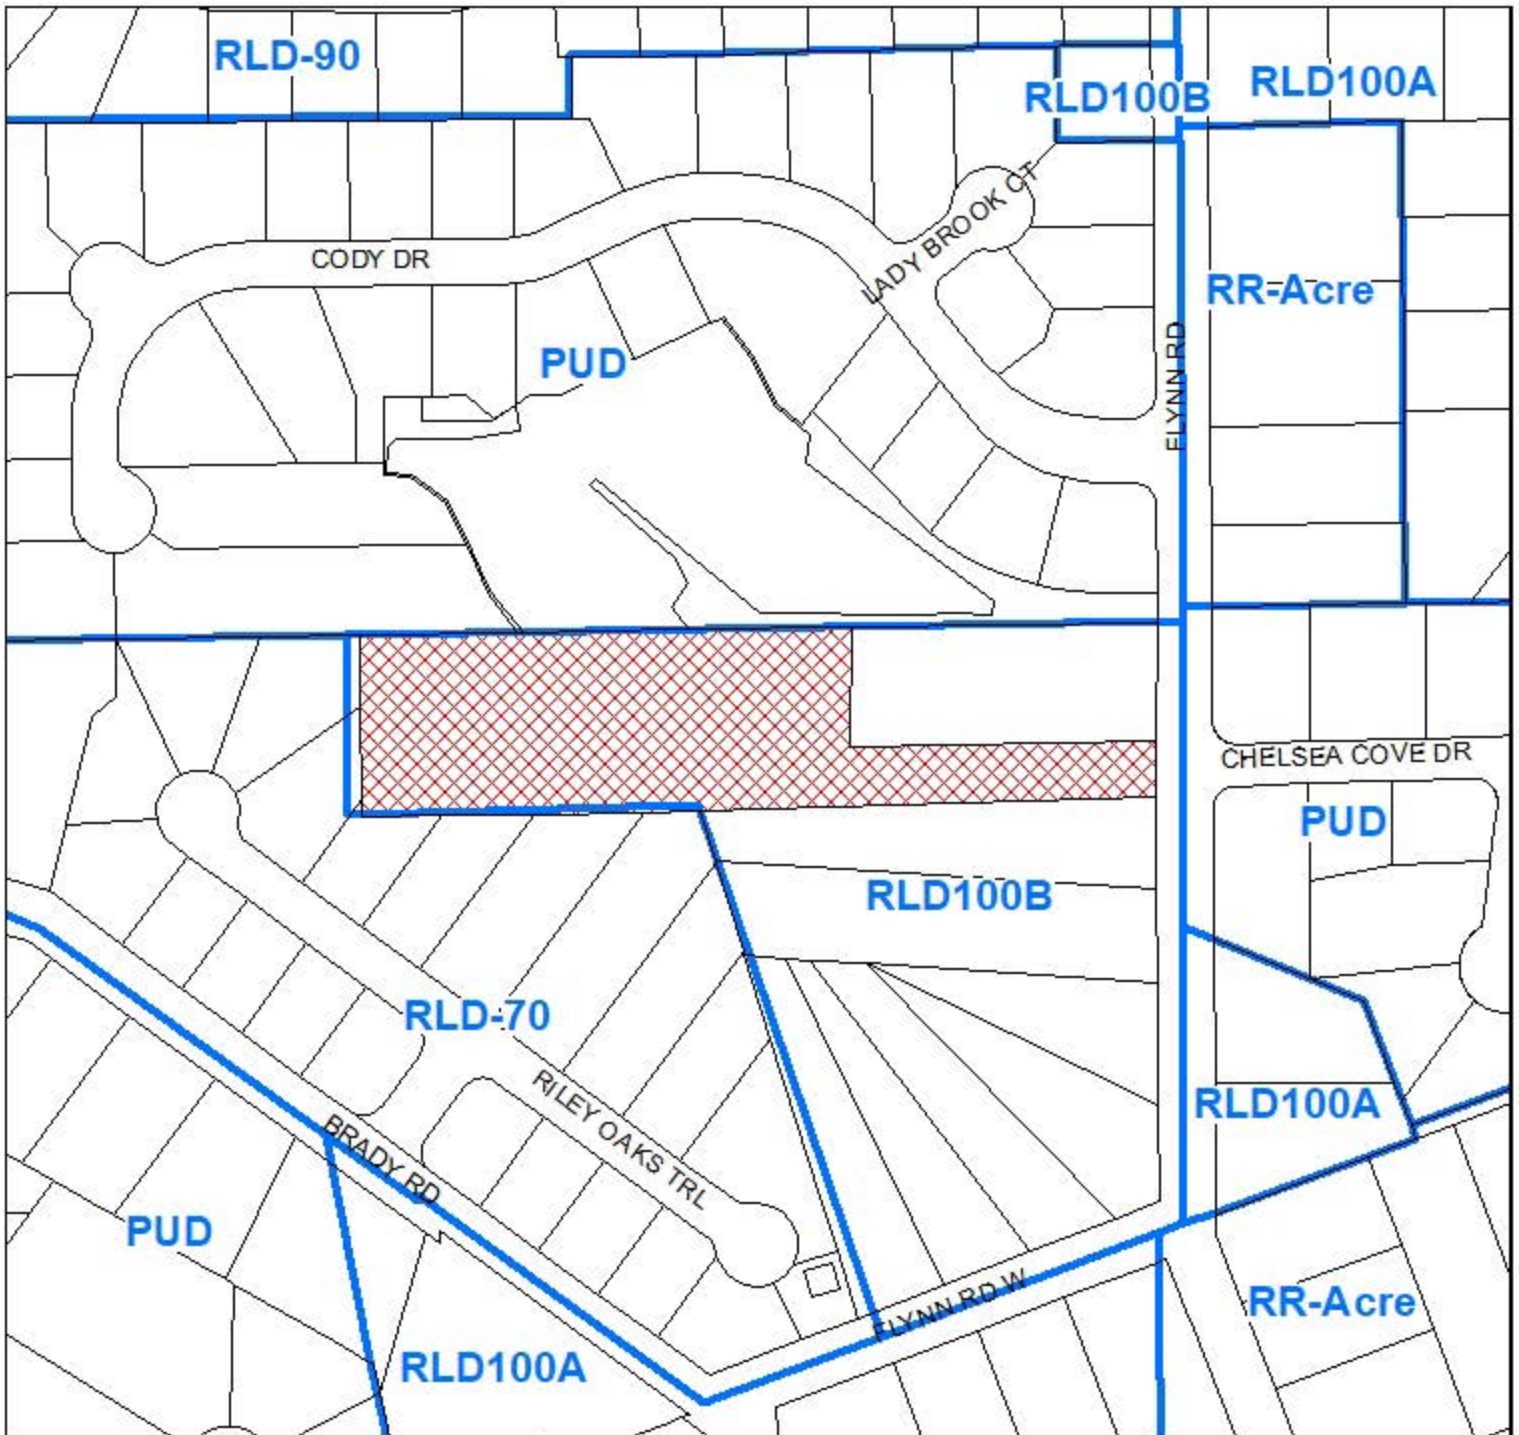 RLD-90
RLD100A
RLD100B
LADY BROOK CT
CODY DR
RR-Acre
PUD
FLYNN RD
CHELSEA COVE DR
PUD
RLD100B
RLD-70
RLD100A
RILEY OAKS TRL
BRADY RD
PUD
FLYNN RD W
RR-Acre
RLD100A